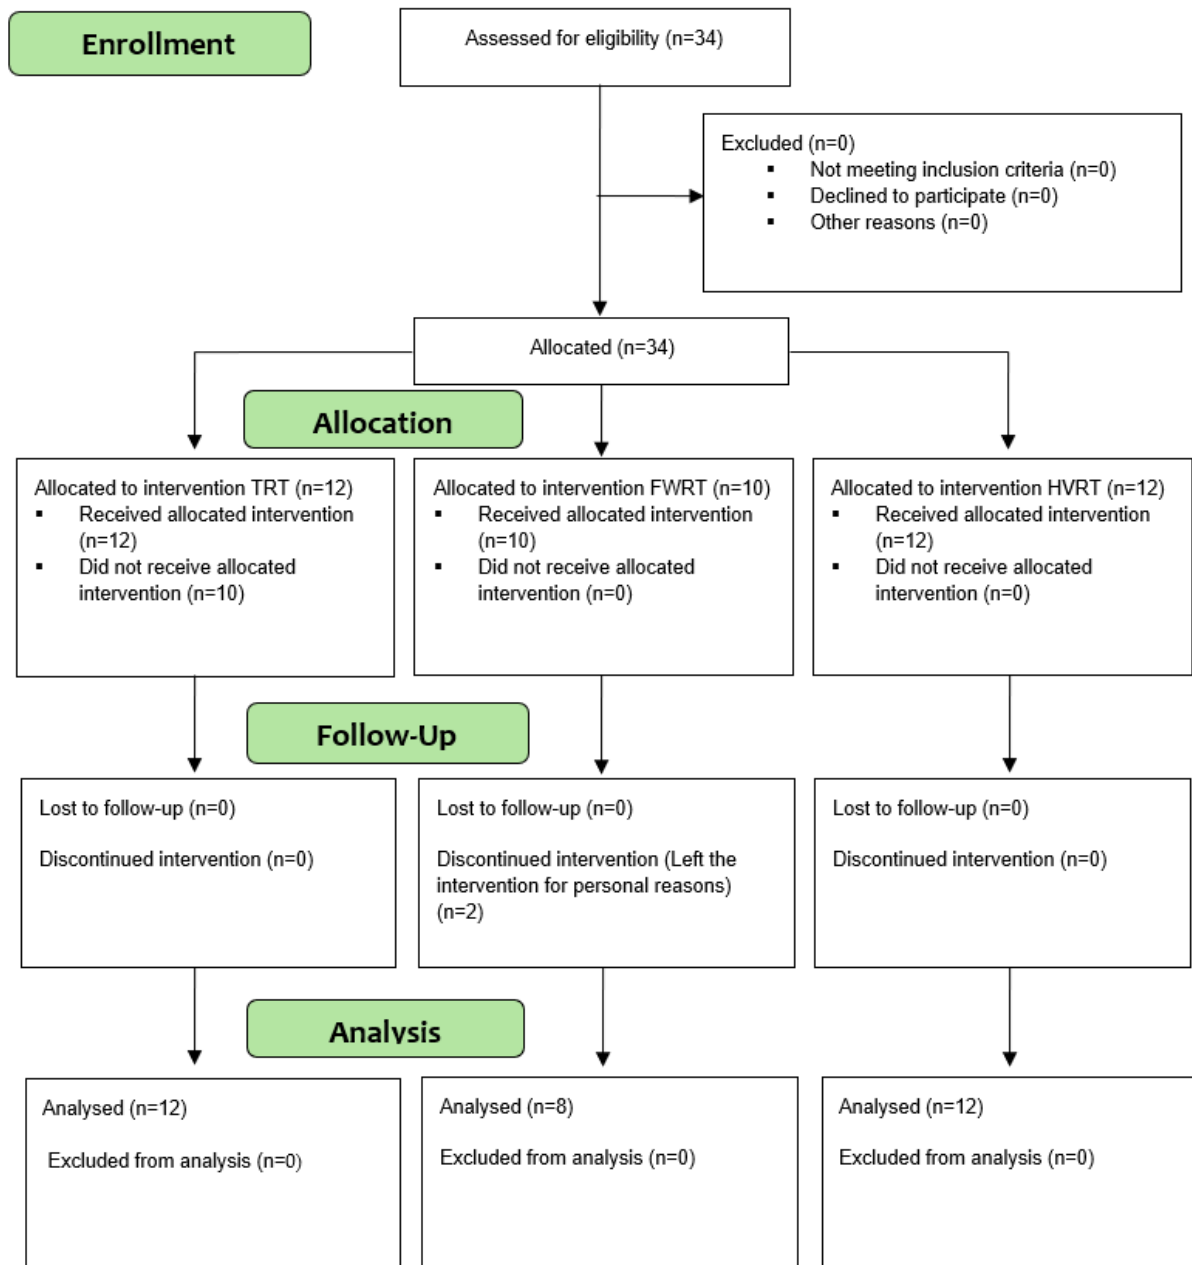 Enrollment
Assessed for eligibility (n=34)
Excluded (n=0)
▪ Not meeting inclusion criteria (n=0)
▪ Declined to participate (n=0)
▪ Other reasons (n=0)
Allocated (n=34)
Allocation
Allocated to intervention TRT (n=12)
▪ Received allocated intervention
(n=12)
▪ Did not receive allocated
intervention (n=10)
Allocated to intervention FWRT (n=10)
▪ Received allocated intervention
(n=10)
▪ Did not receive allocated
intervention (n=0)
Allocated to intervention HVRT (n=12)
▪ Received allocated intervention
(n=12)
▪ Did not receive allocated
intervention (n=0)
Follow-Up
Lost to follow-up (n=0)
Discontinued intervention (n=0)
Lost to follow-up (n=0)
Discontinued intervention (Left the
intervention for personal reasons)
(n=2)
Lost to follow-up (n=0)
Discontinued intervention (n=0)
Analysis
Analysed (n=12)
Excluded from analysis (n=0)
Analysed (n=8)
Excluded from analysis (n=0)
Analysed (n=12)
Excluded from analysis (n=0)